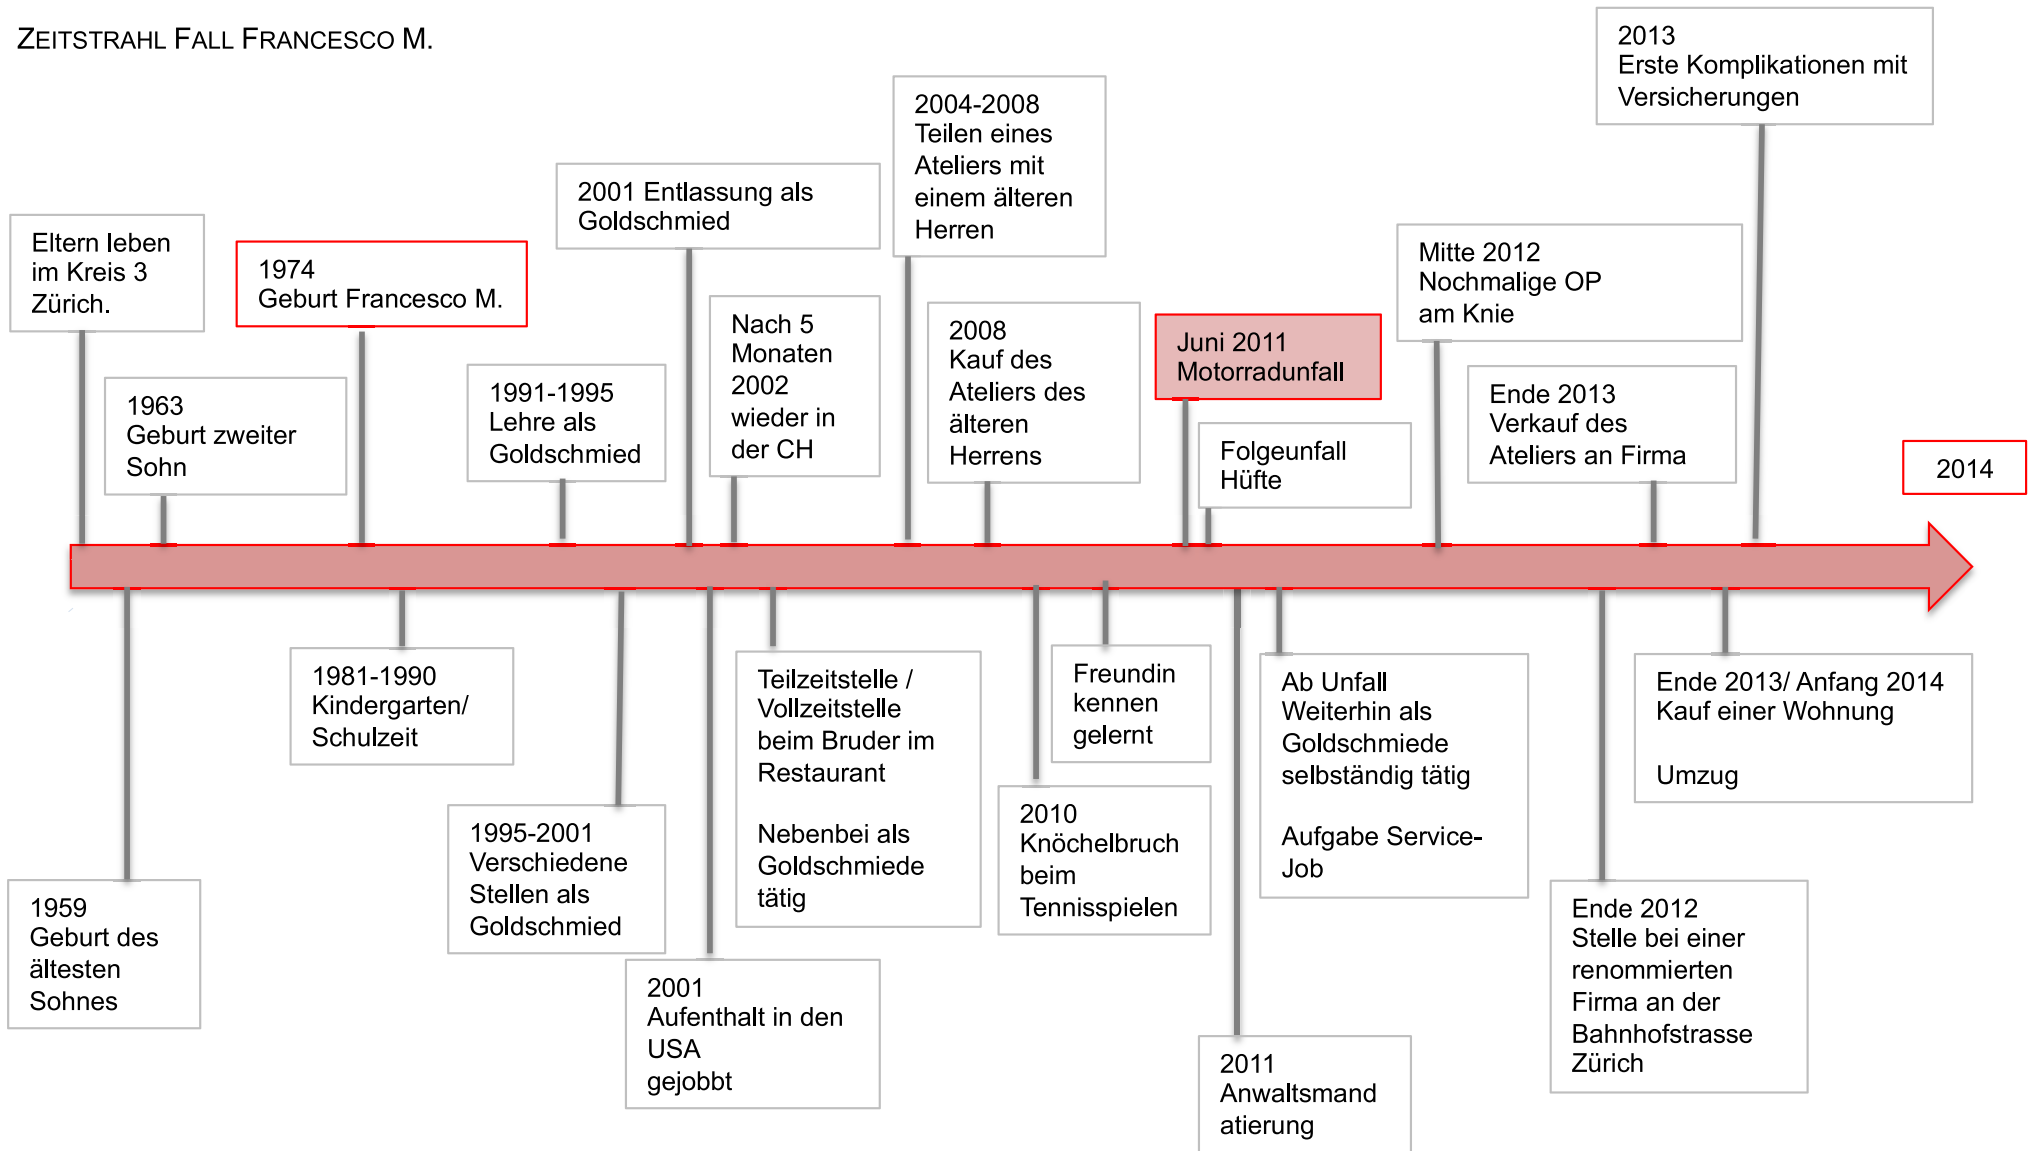 ZEITSTRAHL FALL FRANCESCO M.
Eltern leben
im Kreis 3
Zürich.
1959
Geburt des
ältesten
Sohnes
1963
Geburt zweiter
Sohn
1974
Geburt Francesco M.
1981-1990
Kindergarten/
Schulzeit
1991-1995
Lehre als
Goldschmied
1995-2001
Verschiedene
Stellen als
Goldschmied
2001 Entlassung als
Goldschmied
2001
Aufenthalt in den
USA
gejobbt
Nach 5
Monaten
2002
wieder in
der CH
Teilzeitstelle /
Vollzeitstelle
beim Bruder im
Restaurant
Nebenbei als
Goldschmiede
tätig
2004-2008
Teilen eines
Ateliers mit
einem älteren
Herren
2008
Kauf des
Ateliers des
älteren
Herrens
2010
Knöchelbruch
beim
Tennisspielen
Freundin
kennen
gelernt
Juni 2011
Motorradunfall
Folgeunfall
Hüfte
2011
Anwaltsmand
atierung
Ab Unfall
Weiterhin als
Goldschmiede
selbständig tätig
Aufgabe Service-
Job
Mitte 2012
Nochmalige OP
am Knie
Ende 2012
Stelle bei einer
renommierten
Firma an der
Bahnhofstrasse
Zürich
Ende 2013
Verkauf des
Ateliers an Firma
Ende 2013/ Anfang 2014
Kauf einer Wohnung
Umzug
2013
Erste Komplikationen mit
Versicherungen
2014